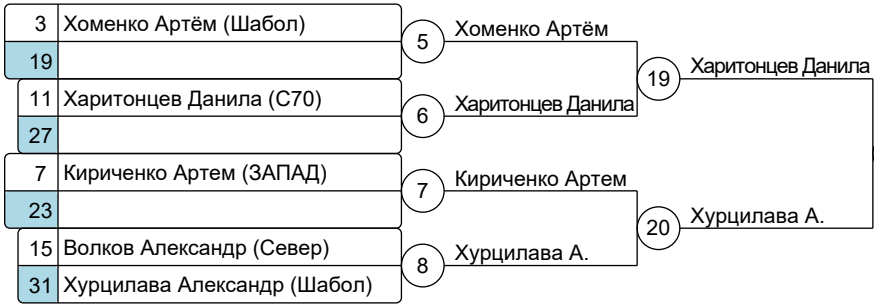 3 Хоменко Артём (Шабол)
19
5 Хоменко Артём
11 Харитонцев Данила (С70)
27
6 Харитонцев Данила
19 Харитонцев Данила
7 Кириченко Артем (ЗАПАД)
23
7 Кириченко Артем
15 Волков Александр (Север)
31 Хурцилава Александр (Шабол)
8 Хурцилава А.
20 Хурцилава А.